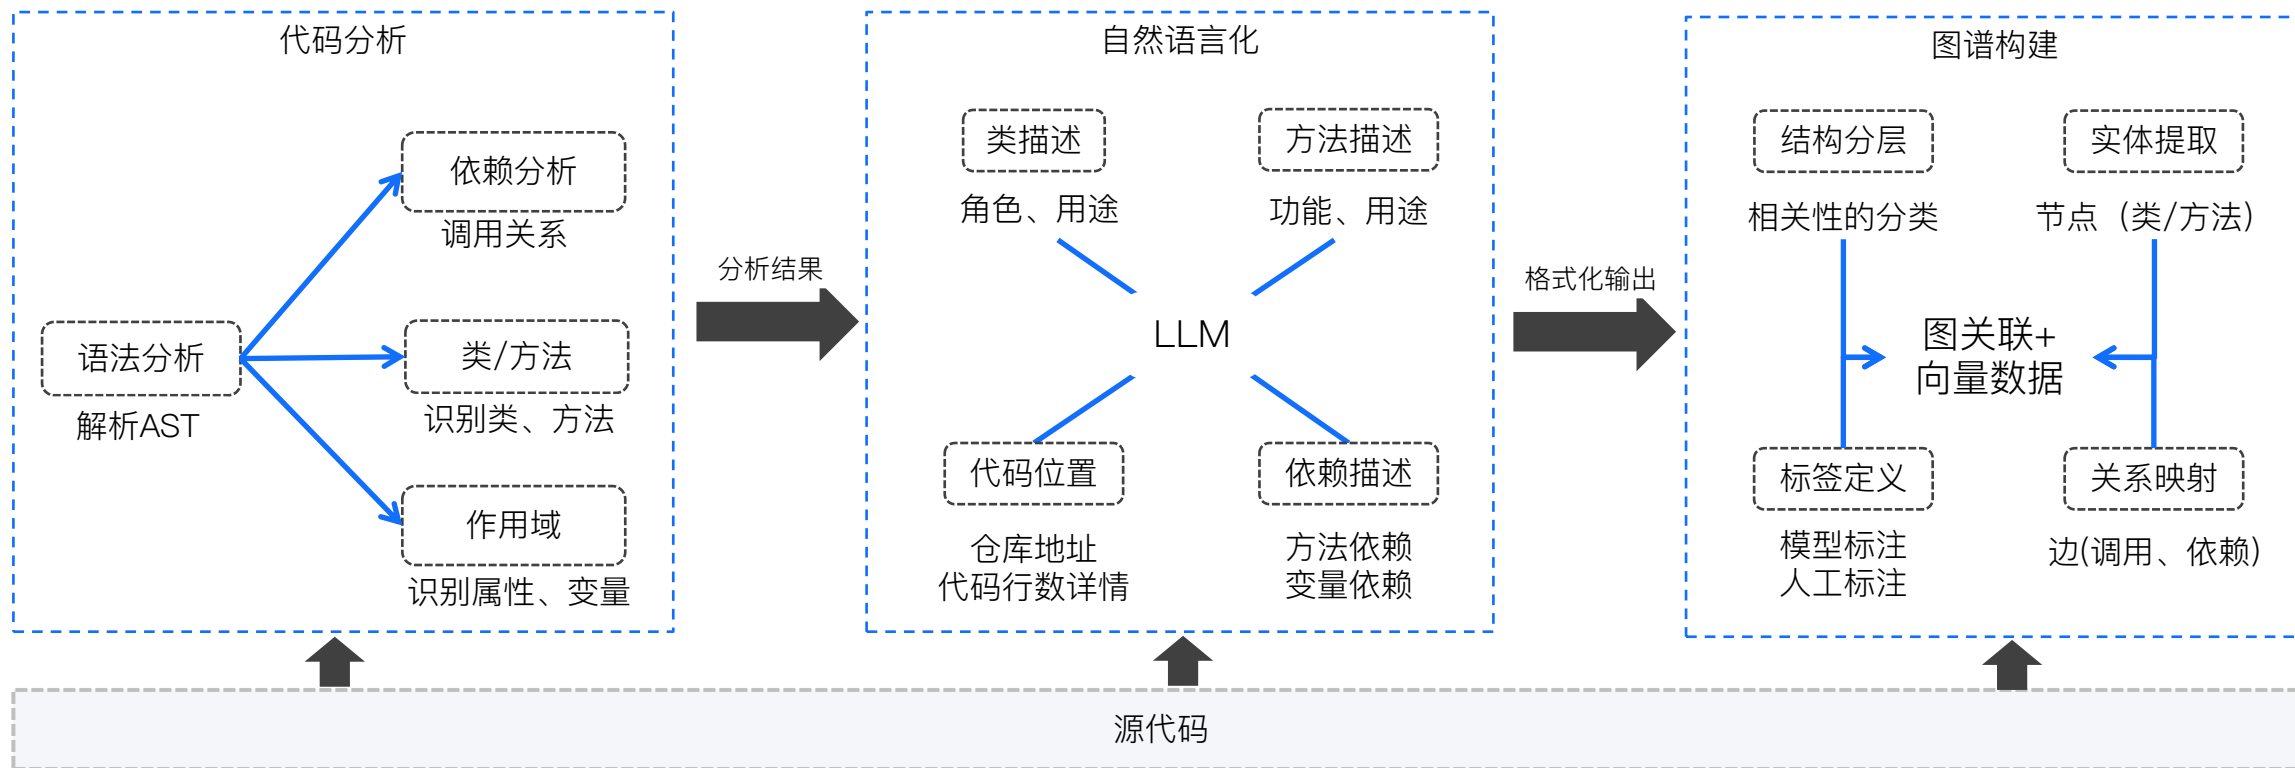 代码分析
依赖分析
调用关系
语法分析
解析AST
类/方法
识别类、方法
作用域
识别属性、变量
分析结果
自然语言化
类描述
角色、用途
方法描述
功能、用途
LLM
代码位置
仓库地址
代码行数详情
依赖描述
方法依赖
变量依赖
格式化输出
图谱构建
结构分层
相关性的分类
实体提取
节点（类/方法）
图关联+
向量数据
标签定义
模型标注
人工标注
关系映射
边(调用、依赖)
源代码